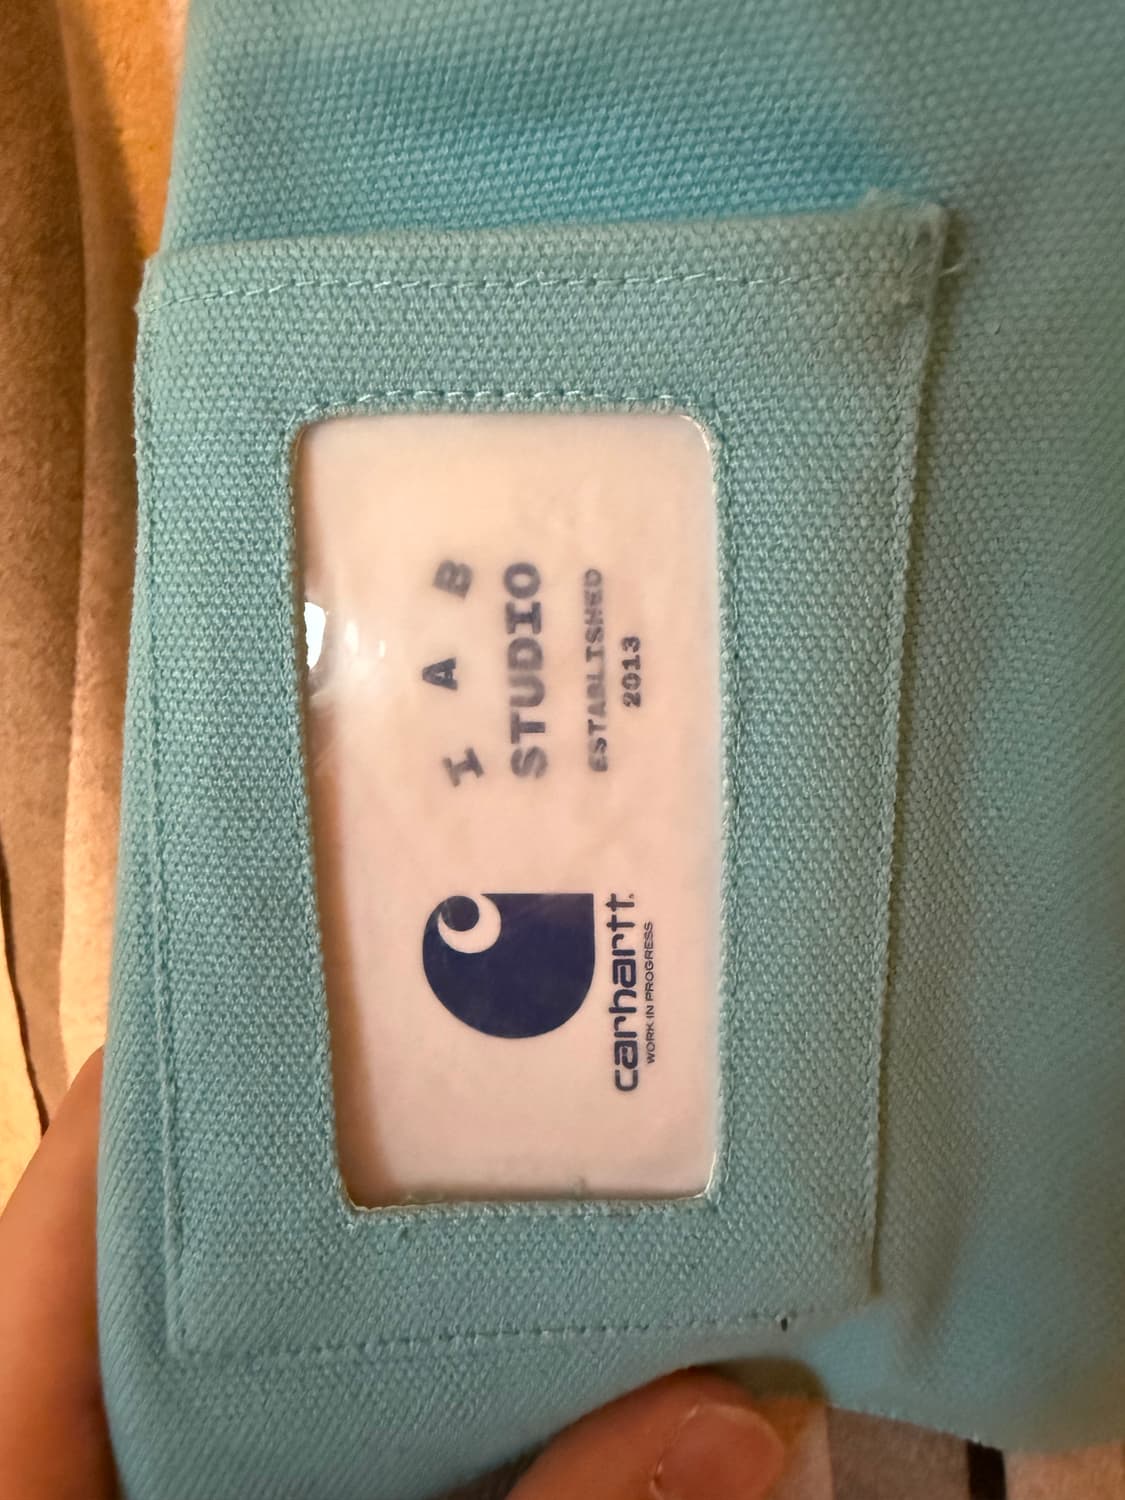 I A B
STUDIO
ESTABLISHED
2013
carhartt.
WORK IN PROGRESS